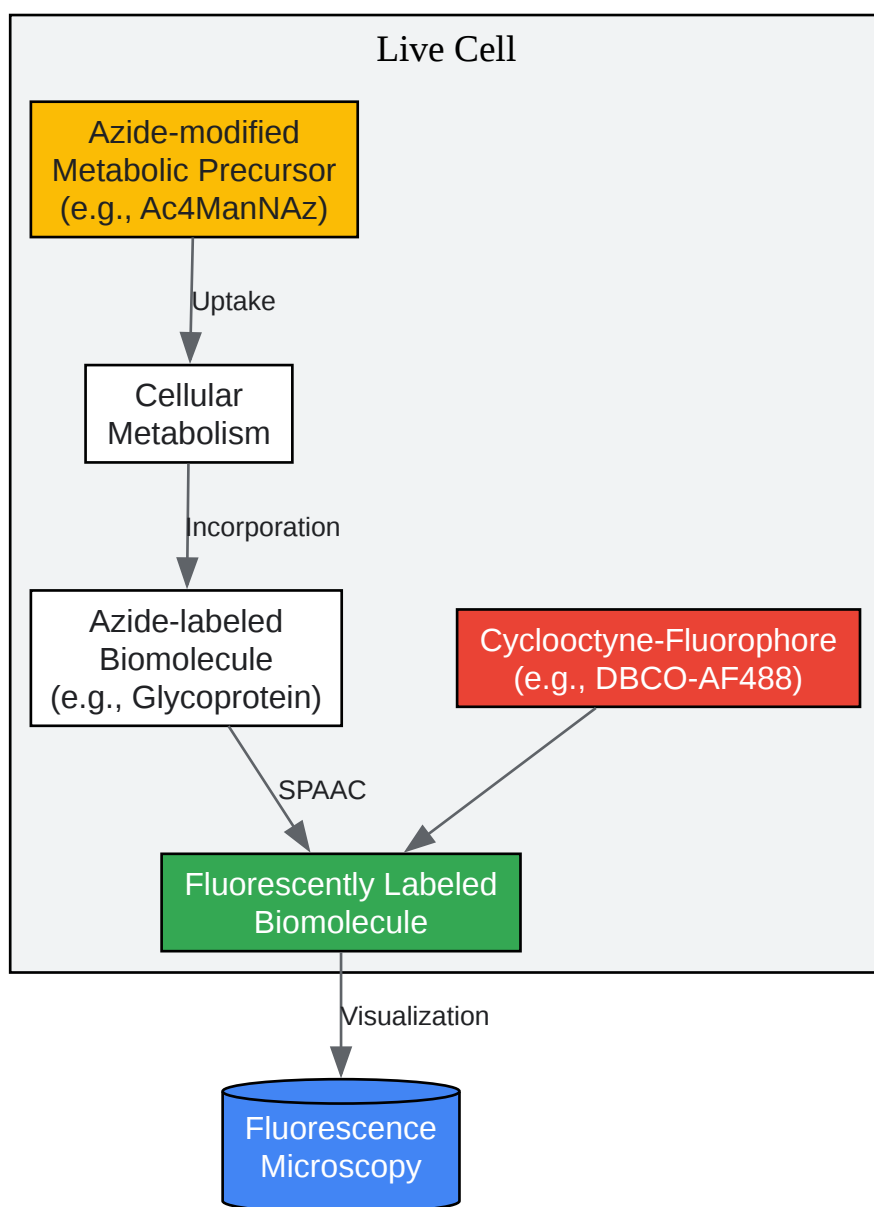 Live Cell
Azide-modified
Metabolic Precursor
(e.g., Ac4ManNAz)
Uptake
Cellular
Metabolism
Incorporation
Azide-labeled
Biomolecule
(e.g., Glycoprotein)
Cyclooctyne-Fluorophore
(e.g., DBCO-AF488)
SPAAC
Fluorescently Labeled
Biomolecule
Visualization
Fluorescence
Microscopy